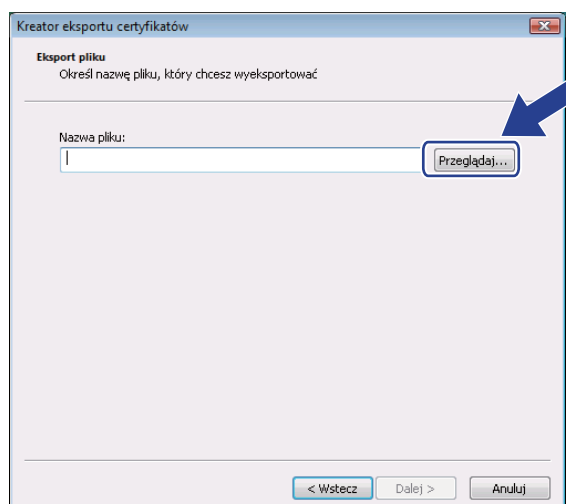 Kreator eksportu certyfikatów
Eksport pliku
Określ nazwę pliku, który chcesz wyeksportować
Nazwa pliku:
Przeglądaj...
< Wstecz Dalej > Anuluj